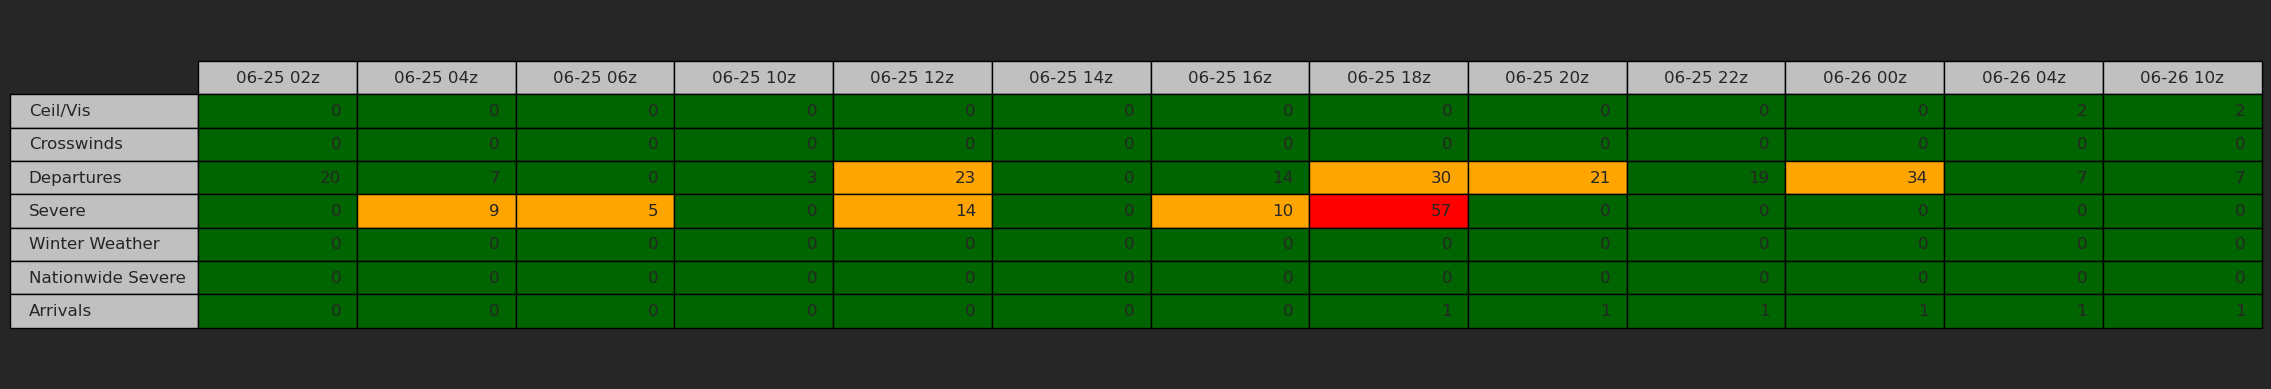 06-25 02z 06-25 04z 06-25 06z 06-25 10z 06-25 12z 06-25 14z 06-25 16z 06-25 18z 06-25 20z 06-25 22z 06-26 00z 06-26 04z 06-26 10z
Ceil/Vis 0 0 0 0 0 0 0 0 0 0 0 2 2
Crosswinds 0 0 0 0 0 0 0 0 0 0 0 0 0
Departures 20 7 0 3 23 0 14 30 21 19 34 7 7
Severe 0 9 5 0 14 0 10 57 0 0 0 0 0
Winter Weather 0 0 0 0 0 0 0 0 0 0 0 0 0
Nationwide Severe 0 0 0 0 0 0 0 0 0 0 0 0 0
Arrivals 0 0 0 0 0 0 0 1 1 1 1 1 1